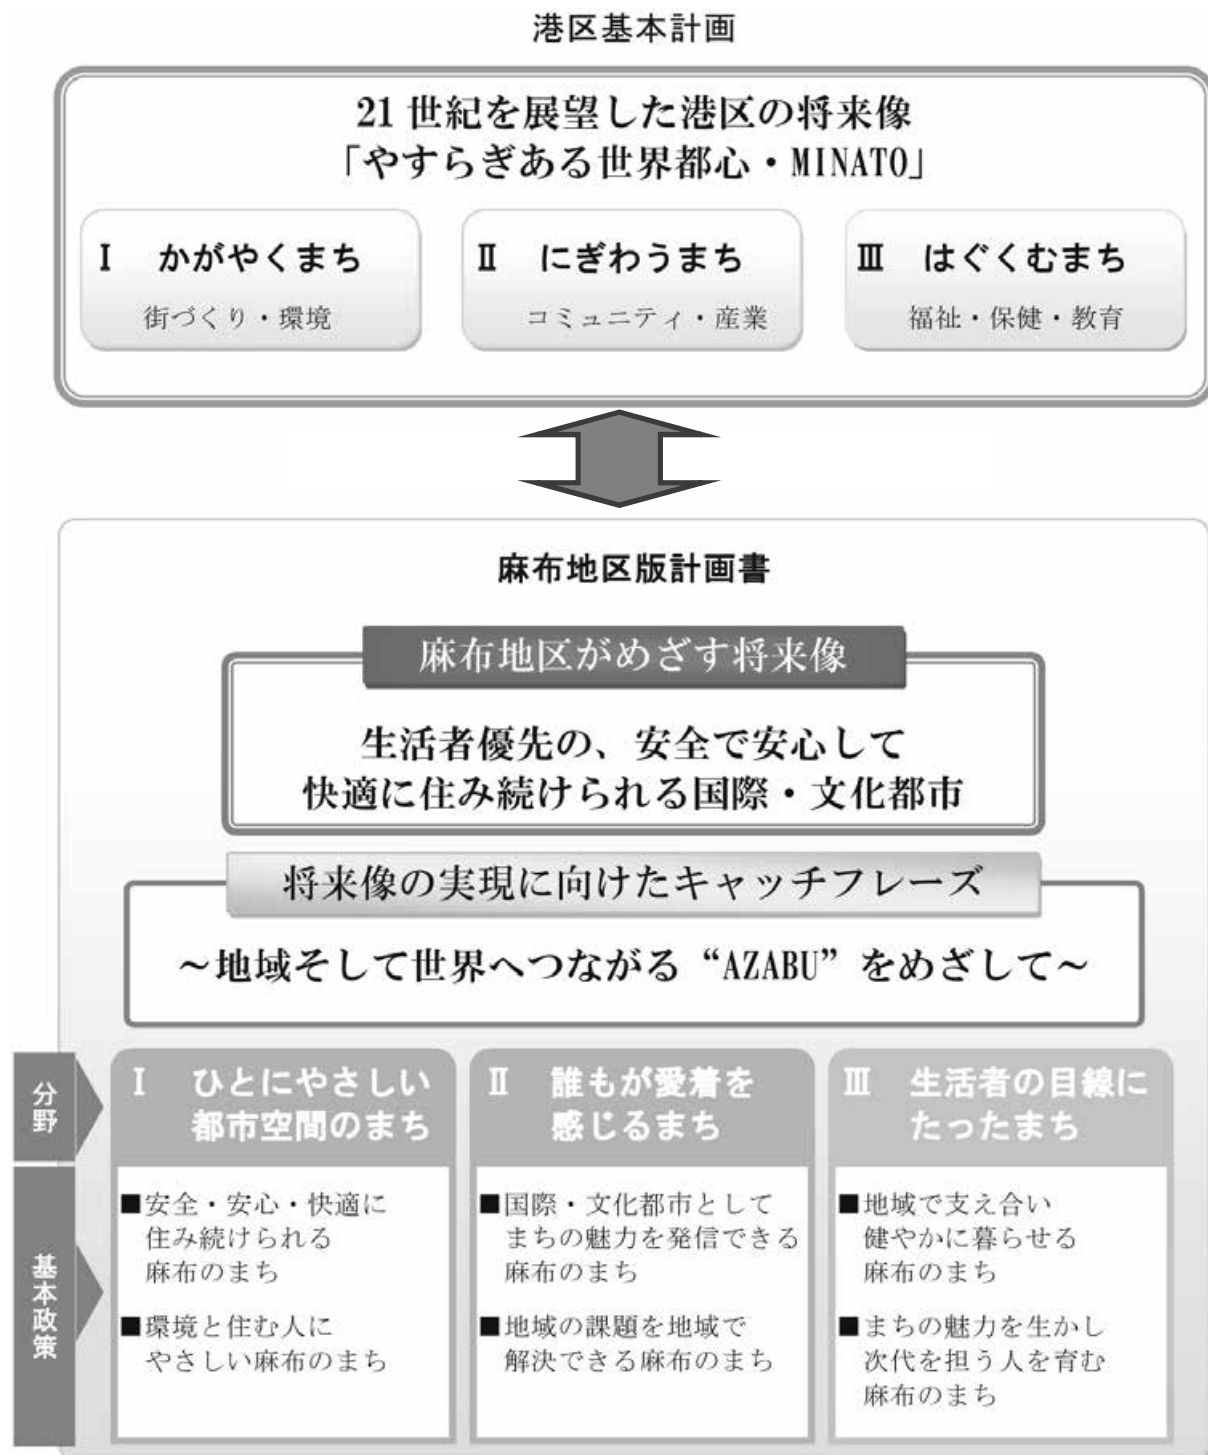 港区基本計画
21世紀を展望した港区の将来像
「やすらぎある世界都心・MINATO」
Ⅰ かがやくまち
街づくり・環境
Ⅱ にぎわうまち
コミュニティ・産業
Ⅲ はぐくむまち
福祉・保健・教育
麻布地区版計画書
麻布地区がめざす将来像
生活者優先の、安全で安心して
快適に住み続けられる国際・文化都市
将来像の実現に向けたキャッチフレーズ
～地域そして世界へつながる“AZABU”をめざして～
分野
Ⅰ ひとにやさしい
都市空間のまち
Ⅱ 誰もが愛着を
感じるまち
Ⅲ 生活者の目線に
たったまち
基本政策
■安全・安心・快適に
住み続けられる
麻布のまち
■環境と住む人に
やさしい麻布のまち
■国際・文化都市として
まちの魅力を発信できる
麻布のまち
■地域の課題を地域で
解決できる麻布のまち
■地域で支え合い
健やかに暮らせる
麻布のまち
■まちの魅力を生かし
次代を担う人を育む
麻布のまち